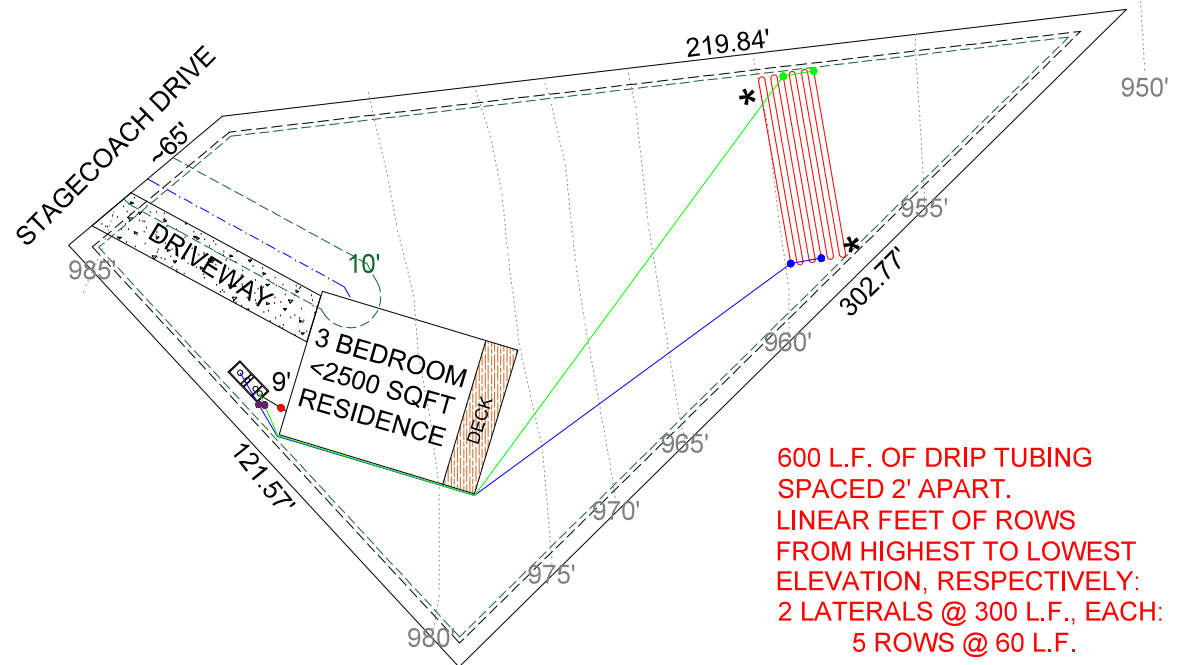 219.84'
950'
STAGECOACH DRIVE
~65'
DRIVEWAY
985'
10'
955'
*
*
302.77'
960'
3 BEDROOM
<2500 SQFT
RESIDENCE
DECK
9'
121.57'
965'
970'
975'
980'
600 L.F. OF DRIP TUBING
SPACED 2' APART.
LINEAR FEET OF ROWS
FROM HIGHEST TO LOWEST
ELEVATION, RESPECTIVELY:
2 LATERALS @ 300 L.F., EACH:
5 ROWS @ 60 L.F.